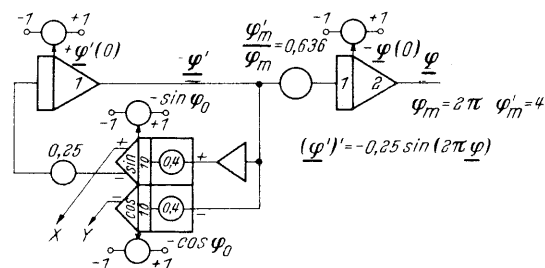 -1 +1
+φ'(0)
1
-φ'
φ'm/φm = 0,636
-1 +1
-φ(0)
1 2
φ
φm = 2π φ'm = 4
(φ')' = -0,25 sin(2πφ)
-sin φ0
-1 +1
0,25
+ sin 10 0,4 +
-
- cos 10 0,4 -
X Y
-cos φ0
-1 +1